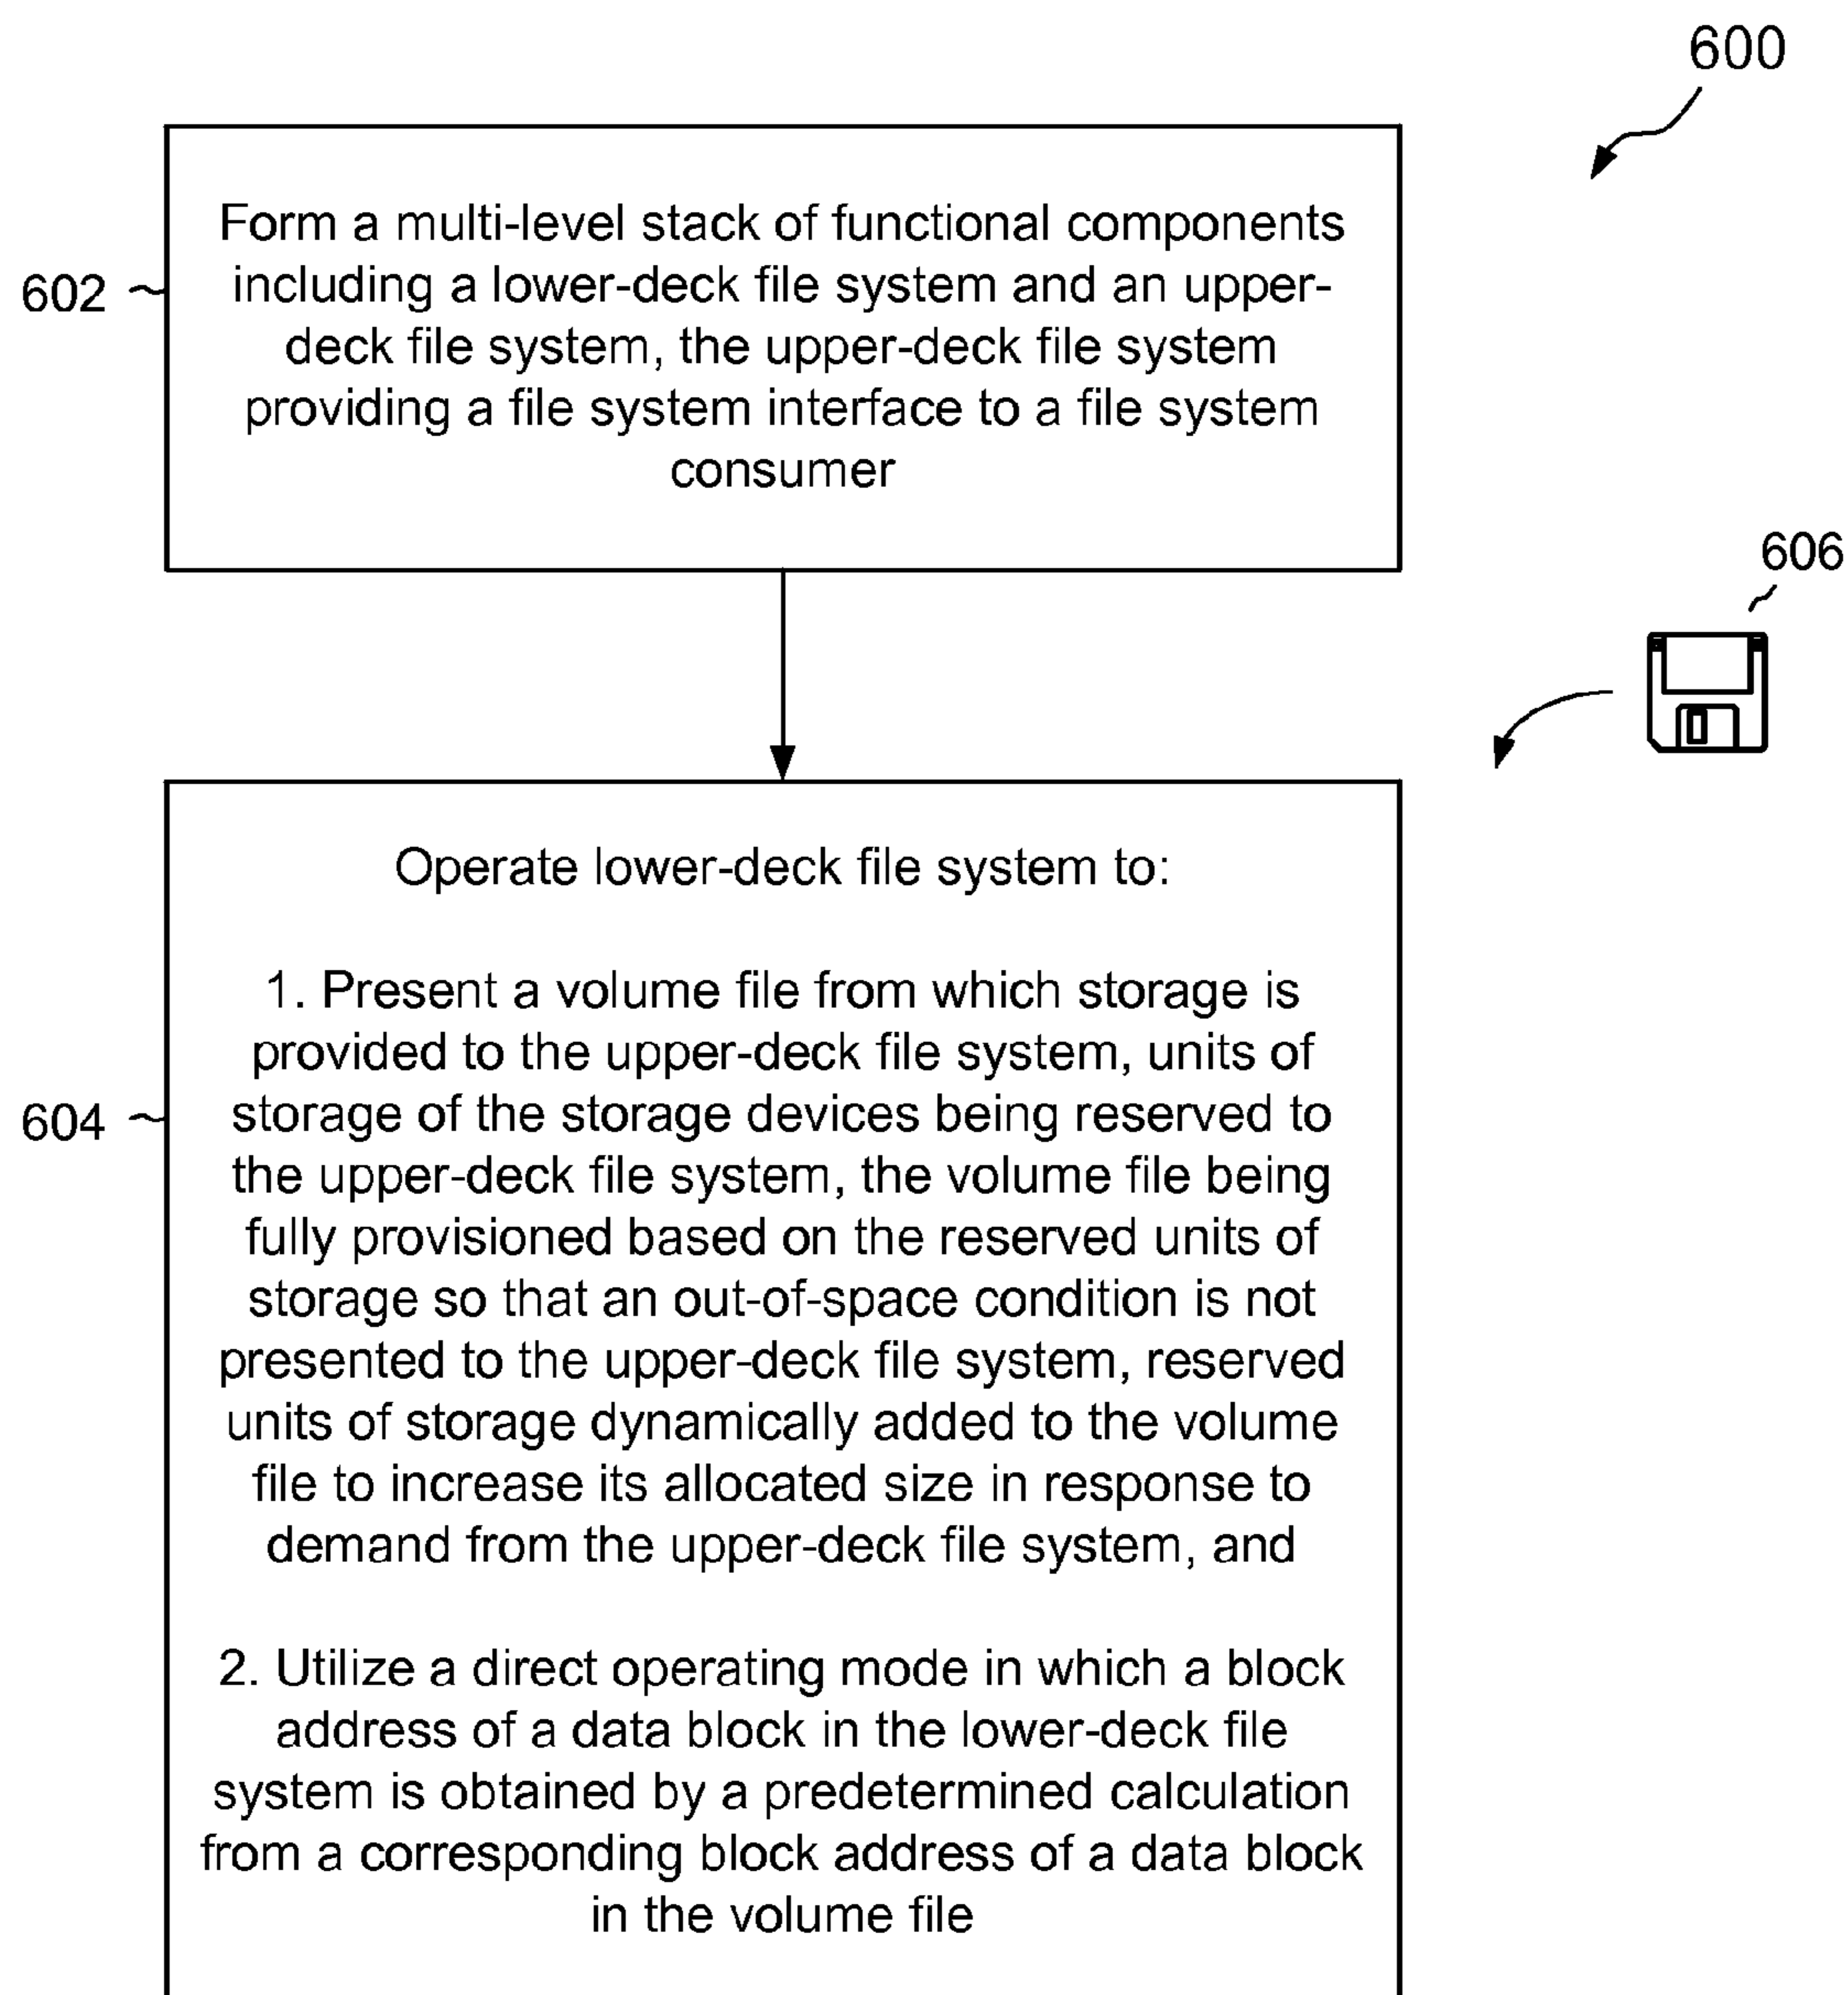 600
Form a multi-level stack of functional components
including a lower-deck file system and an upper-
deck file system, the upper-deck file system
providing a file system interface to a file system
consumer
602
606
Operate lower-deck file system to:
1. Present a volume file from which storage is
provided to the upper-deck file system, units of
storage of the storage devices being reserved to
the upper-deck file system, the volume file being
fully provisioned based on the reserved units of
storage so that an out-of-space condition is not
presented to the upper-deck file system, reserved
units of storage dynamically added to the volume
file to increase its allocated size in response to
demand from the upper-deck file system, and
604
2. Utilize a direct operating mode in which a block
address of a data block in the lower-deck file
system is obtained by a predetermined calculation
from a corresponding block address of a data block
in the volume file